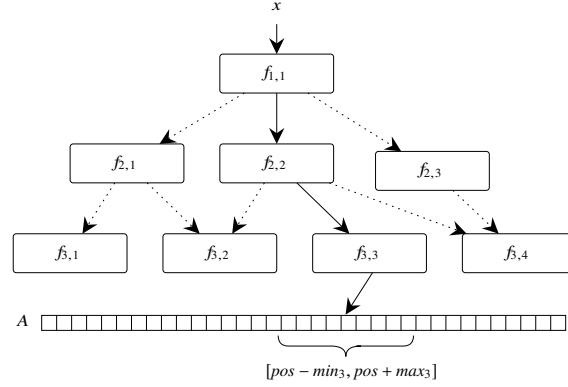 x
f1,1
f2,1 f2,2 f2,3
f3,1 f3,2 f3,3 f3,4
A
[pos − min3, pos + max3]